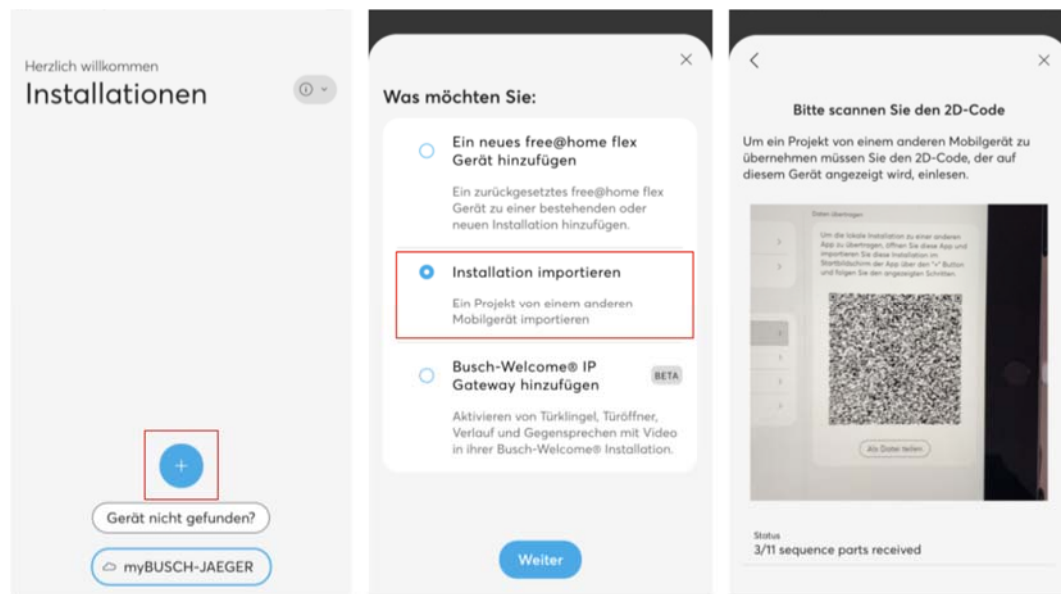 Herzlich willkommen
Installationen
Gerät nicht gefunden?
myBUSCH-JAEGER
Was möchten Sie:
Ein neues free@home flex
Gerät hinzufügen
Ein zurückgesetztes free@home flex
Gerät zu einer bestehenden oder
neuen Installation hinzufügen.
Installation importieren
Ein Projekt von einem anderen
Mobilgerät importieren
Busch-Welcome® IP
Gateway hinzufügen
BETA
Aktivieren von Türklingel, Türöffner,
Verlauf und Gegensprechen mit Video
in ihrer Busch-Welcome® Installation.
Weiter
Bitte scannen Sie den 2D-Code
Um ein Projekt von einem anderen Mobilgerät zu
übernehmen müssen Sie den 2D-Code, der auf
diesem Gerät angezeigt wird, einlesen.
Daten übertragen
Um die lokale Installation zu einer anderen
App zu übertragen, öffnen Sie diese App und
importieren Sie diese Installation im
Startbildschirm der App über den "+" Button
und folgen Sie den angezeigten Schritten.
Als Datei teilen
Status
3/11 sequence parts received